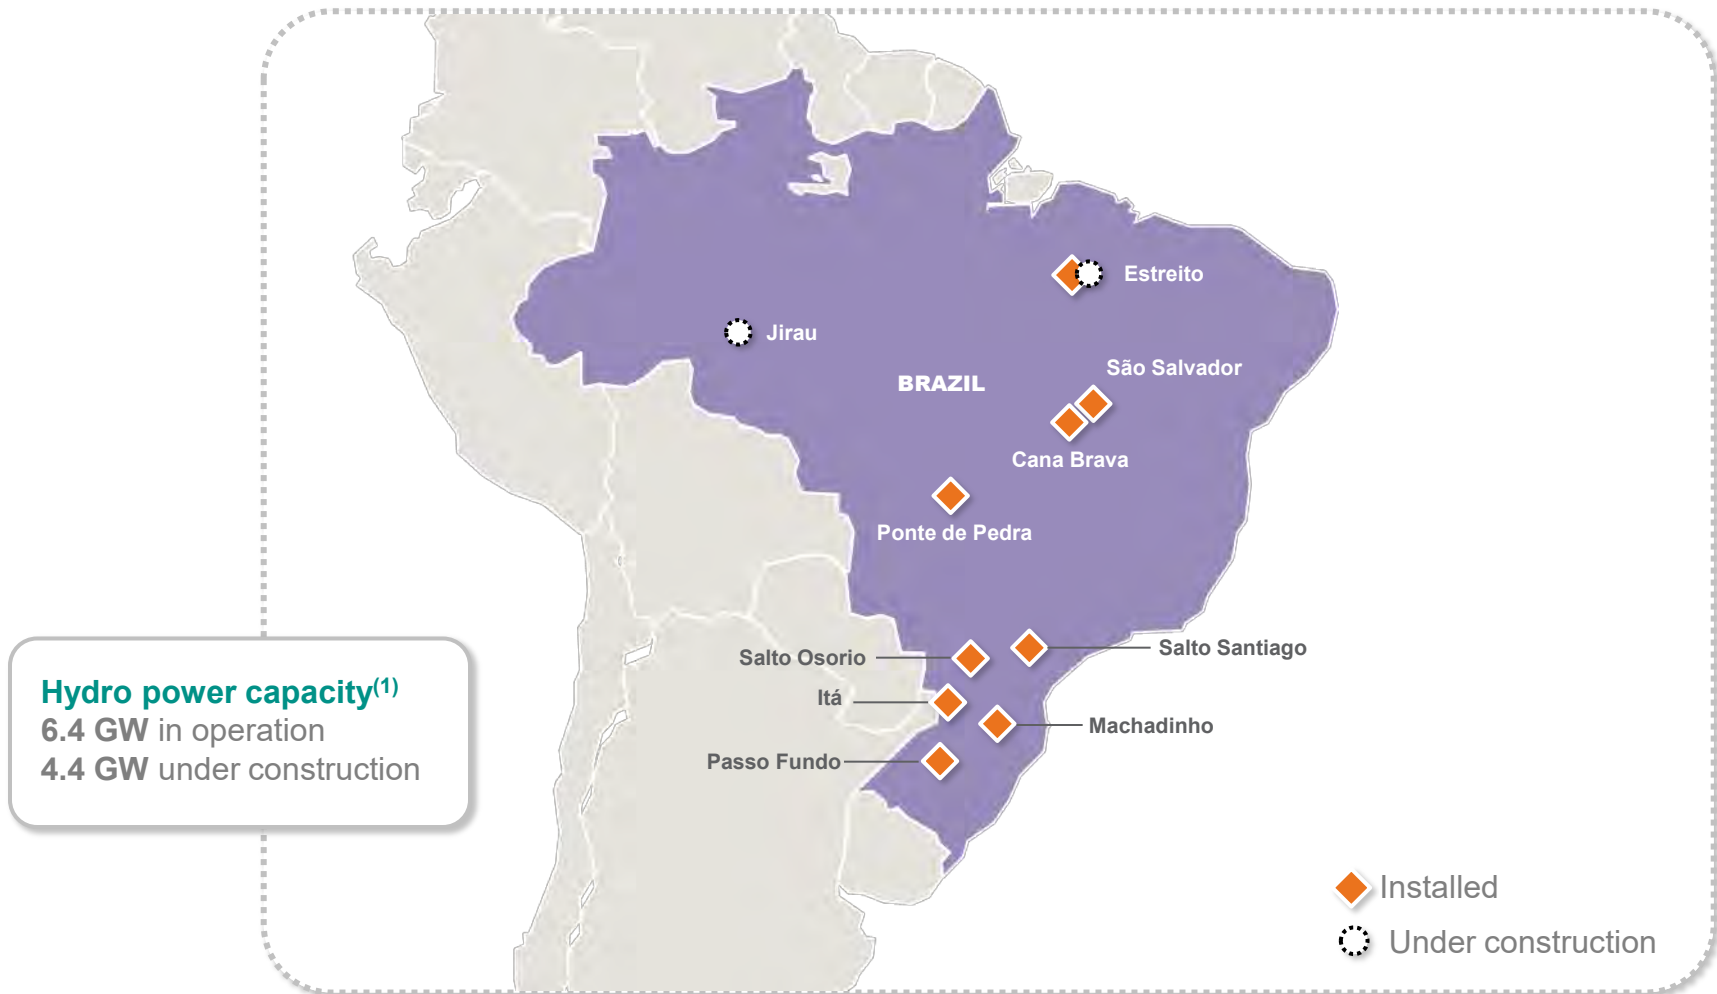 Estreito
Jirau
São Salvador
BRAZIL
Cana Brava
Ponte de Pedra
Salto Osorio
Salto Santiago
Itá
Machadinho
Passo Fundo
Hydro power capacity(1)
6.4 GW in operation
4.4 GW under construction
Installed
Under construction